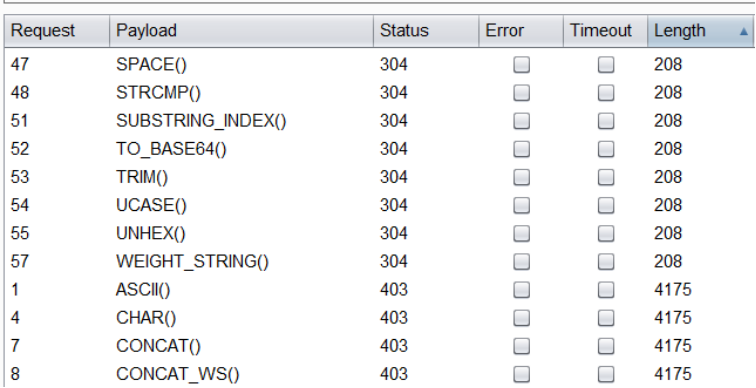 Request Payload Status Error Timeout Length
47 SPACE() 304 208
48 STRCMP() 304 208
51 SUBSTRING_INDEX() 304 208
52 TO_BASE64() 304 208
53 TRIM() 304 208
54 UCASE() 304 208
55 UNHEX() 304 208
57 WEIGHT_STRING() 304 208
1 ASCII() 403 4175
4 CHAR() 403 4175
7 CONCAT() 403 4175
8 CONCAT_WS() 403 4175